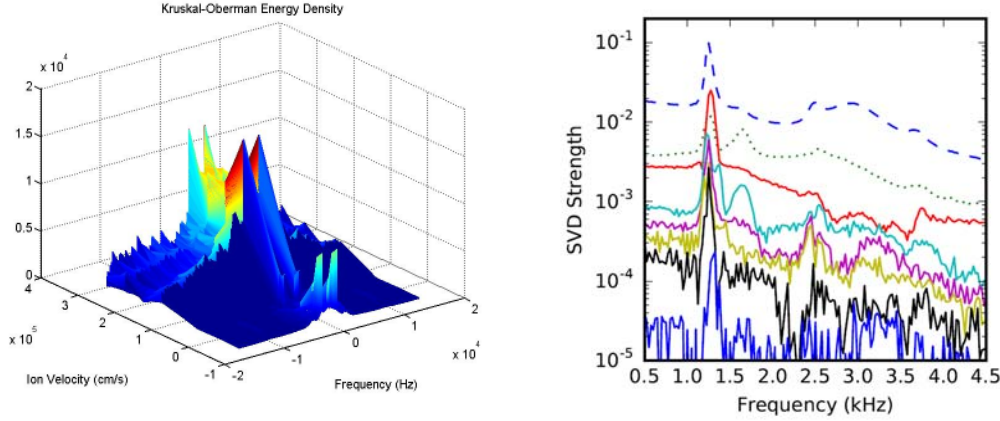 Kruskal-Oberman Energy Density
x 10^4
2
1.5
1
0.5
0
4
3
2
1
0
-1
x 10^5
Ion Velocity (cm/s)
-2
-1
0
1
2
x 10^4
Frequency (Hz)
SVD Strength
10^-1
10^-2
10^-3
10^-4
10^-5
0.5 1.0 1.5 2.0 2.5 3.0 3.5 4.0 4.5
Frequency (kHz)